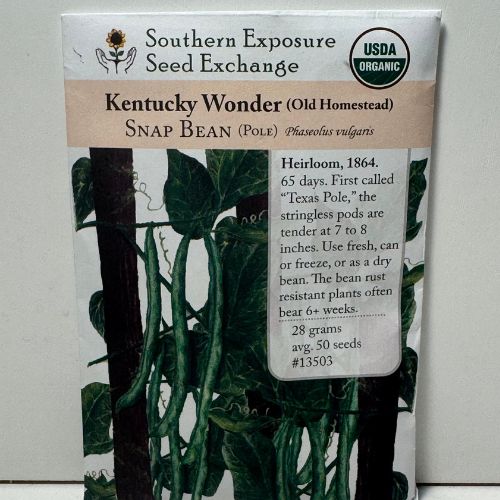 Southern Exposure
Seed Exchange
USDA
ORGANIC
Kentucky Wonder (Old Homestead)
SNAP BEAN (POLE) Phaseolus vulgaris
Heirloom, 1864.
65 days. First called
“Texas Pole,” the
stringless pods are
tender at 7 to 8
inches. Use fresh, can
or freeze, or as a dry
bean. The bean rust
resistant plants often
bear 6+ weeks.
28 grams
avg. 50 seeds
#13503